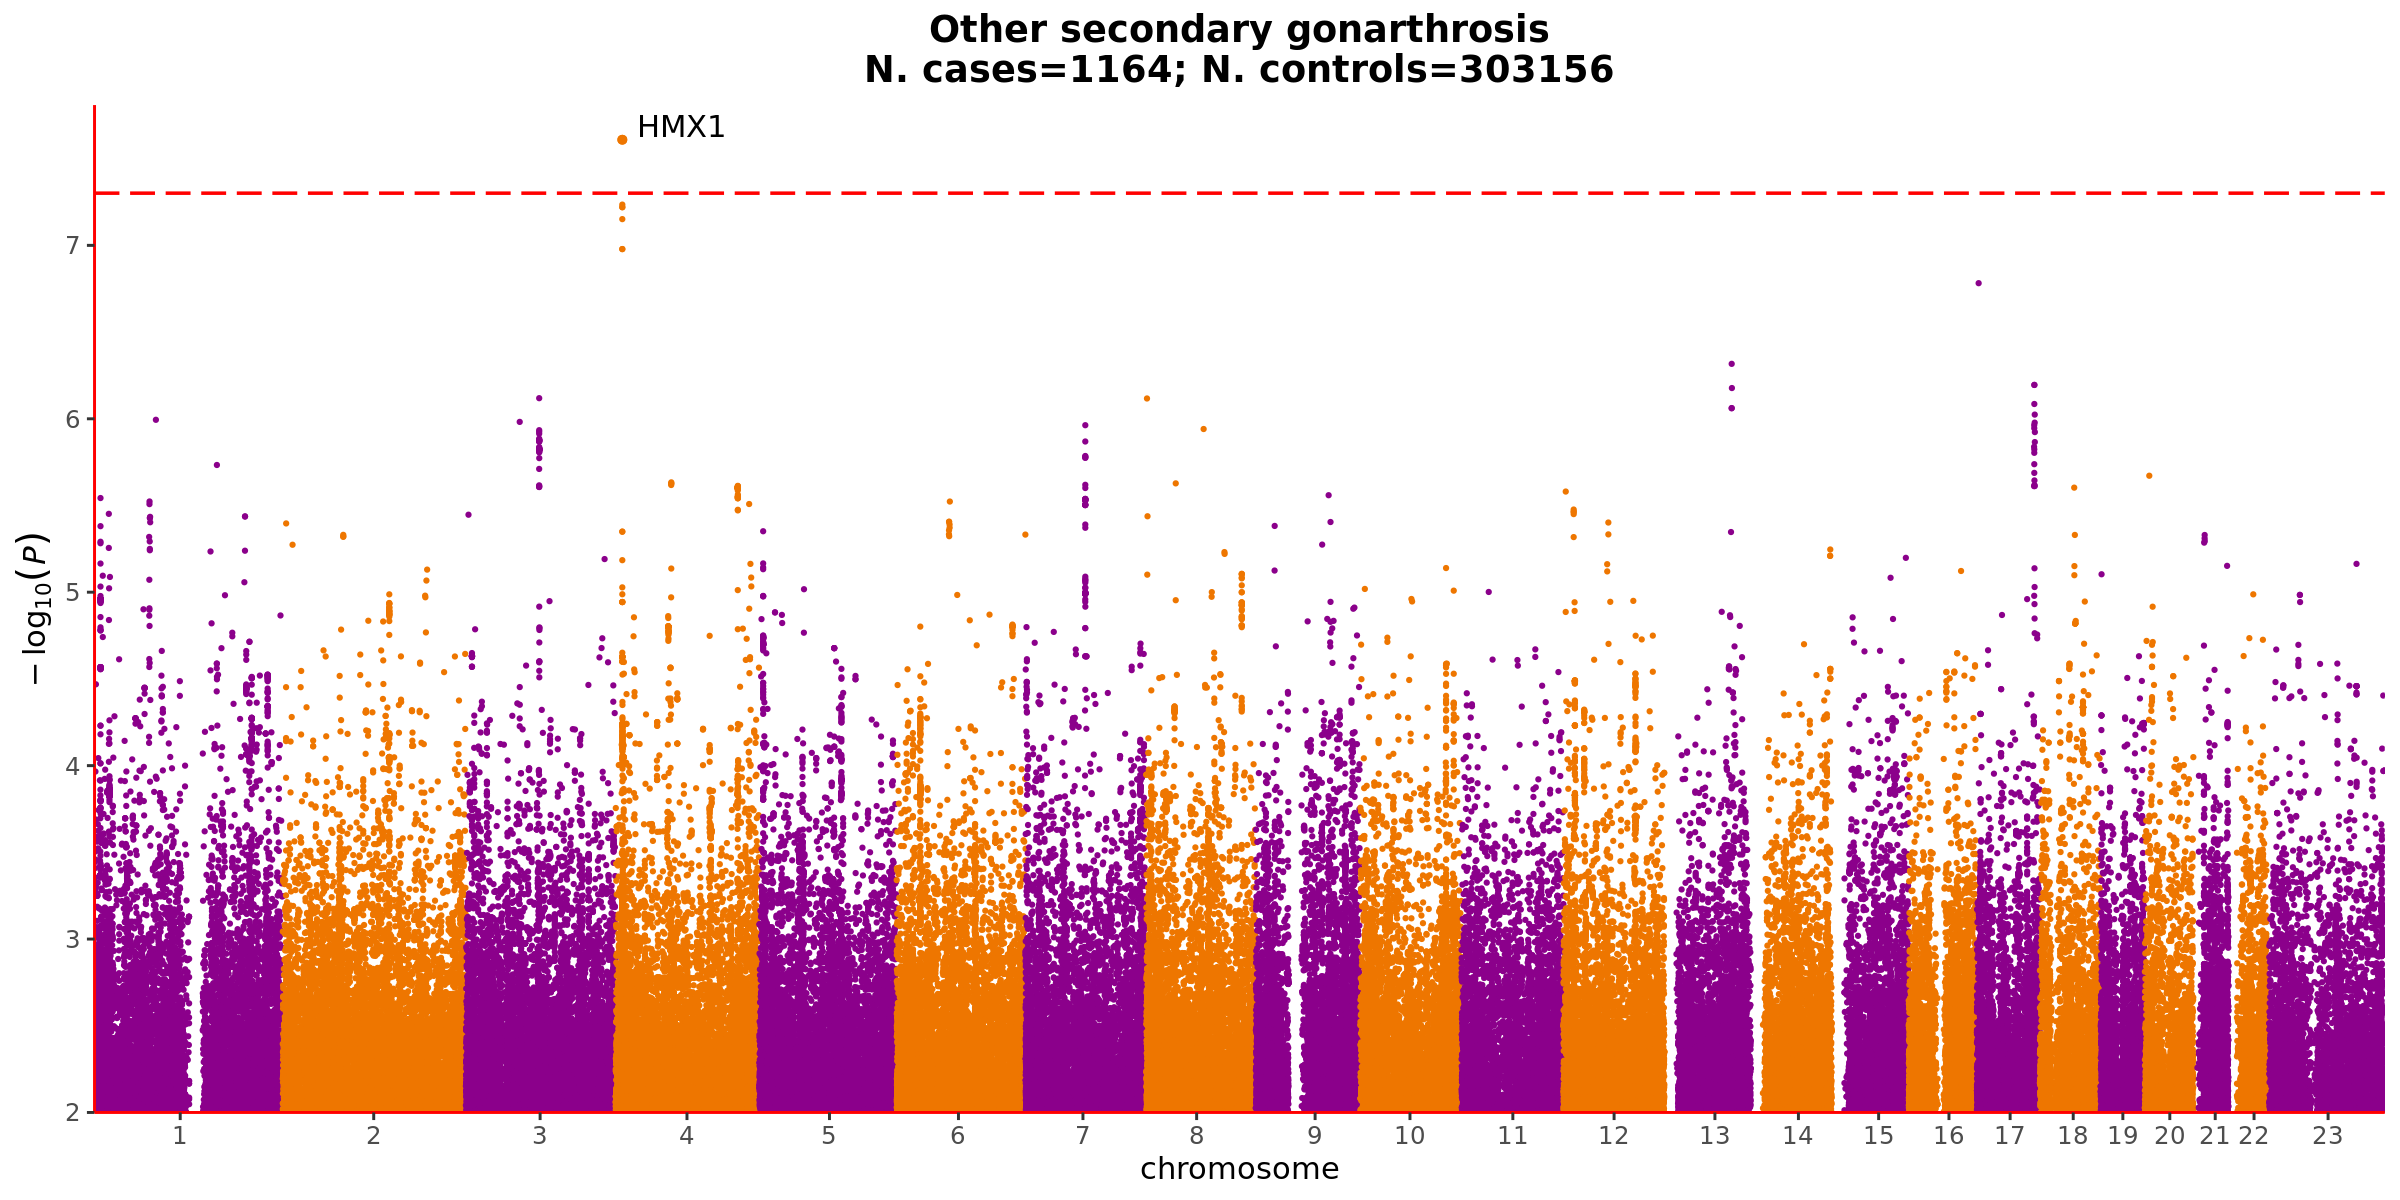 Other secondary gonarthrosis
N. cases=1164; N. controls=303156
HMX1
7
6
5
4
3
2
−log10(P)
1 2 3 4 5 6 7 8 9 10 11 12 13 14 15 16 17 18 19 20 21 22 23
chromosome